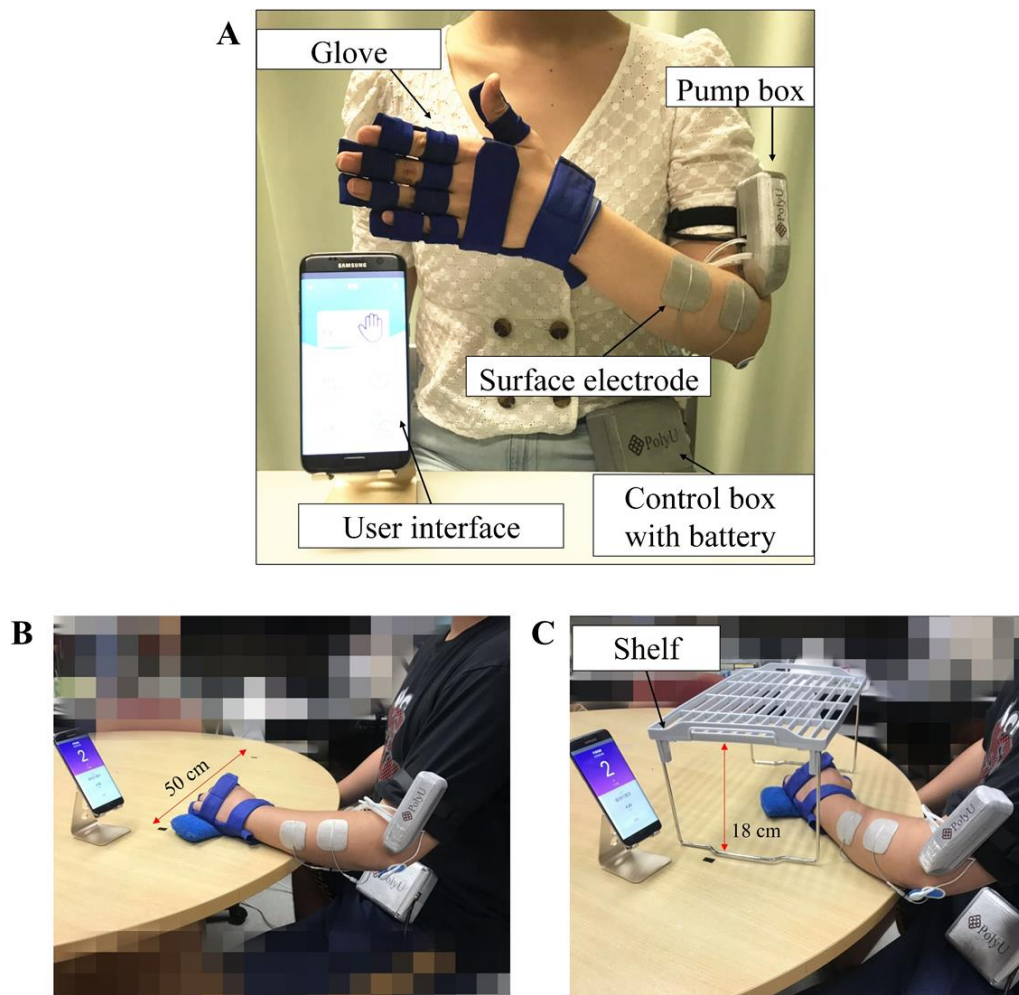 A
Glove
Pump box
PolyU
SAMSUNG
Surface electrode
PolyU
User interface
Control box
with battery
B
2
50 cm
PolyU
PolyU
C
Shelf
2
18 cm
PolyU
PolyU